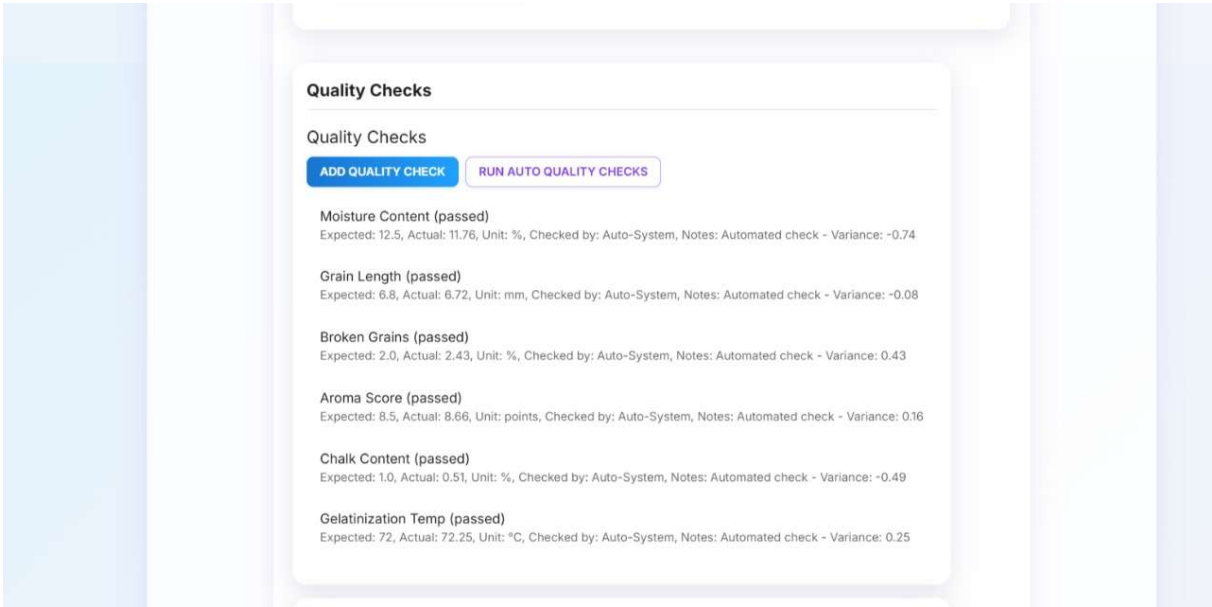 Quality Checks
Quality Checks
ADD QUALITY CHECK
RUN AUTO QUALITY CHECKS
Moisture Content (passed)
Expected: 12.5, Actual: 11.76, Unit: %, Checked by: Auto-System, Notes: Automated check - Variance: -0.74
Grain Length (passed)
Expected: 6.8, Actual: 6.72, Unit: mm, Checked by: Auto-System, Notes: Automated check - Variance: -0.08
Broken Grains (passed)
Expected: 2.0, Actual: 2.43, Unit: %, Checked by: Auto-System, Notes: Automated check - Variance: 0.43
Aroma Score (passed)
Expected: 8.5, Actual: 8.66, Unit: points, Checked by: Auto-System, Notes: Automated check - Variance: 0.16
Chalk Content (passed)
Expected: 1.0, Actual: 0.51, Unit: %, Checked by: Auto-System, Notes: Automated check - Variance: -0.49
Gelatinization Temp (passed)
Expected: 72, Actual: 72.25, Unit: °C, Checked by: Auto-System, Notes: Automated check - Variance: 0.25